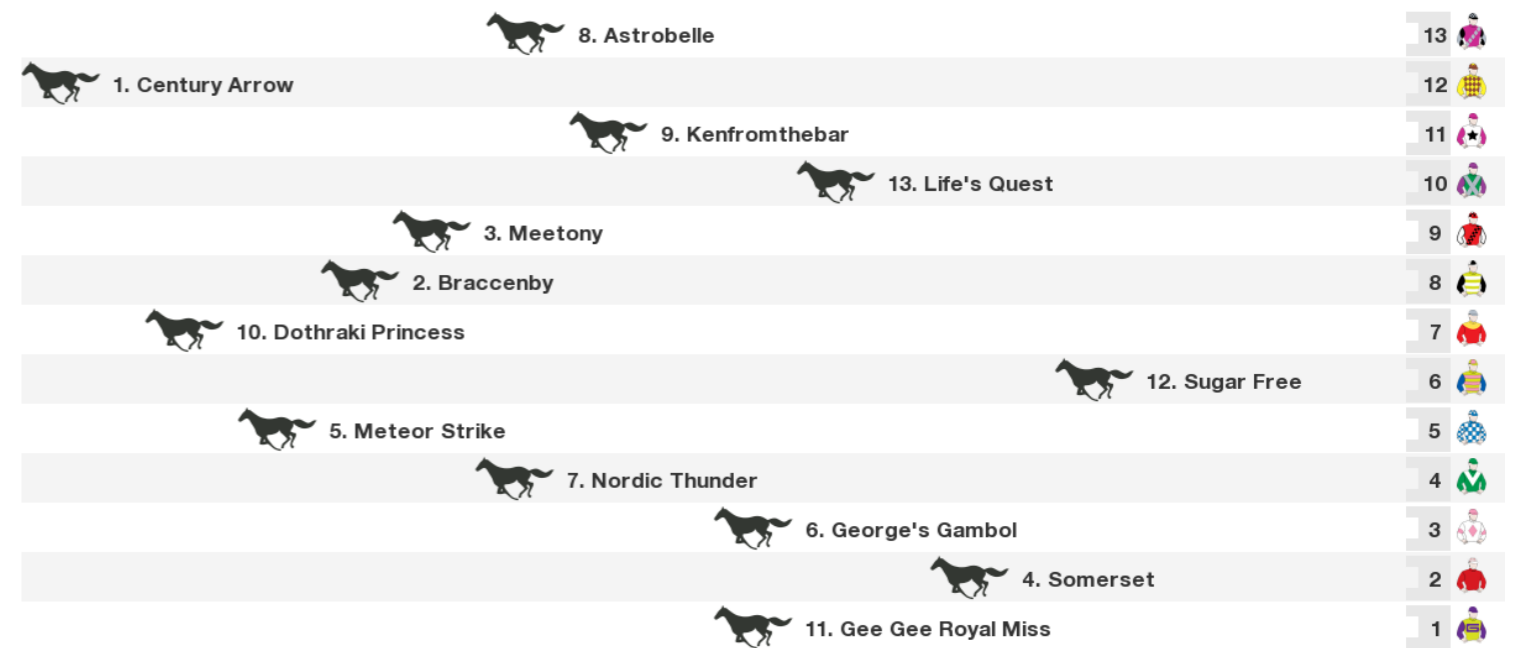 8. Astrobelle 13
1. Century Arrow 12
9. Kenfromthebar 11
13. Life's Quest 10
3. Meetony 9
2. Braccenby 8
10. Dothraki Princess 7
12. Sugar Free 6
5. Meteor Strike 5
7. Nordic Thunder 4
6. George's Gambol 3
4. Somerset 2
11. Gee Gee Royal Miss 1